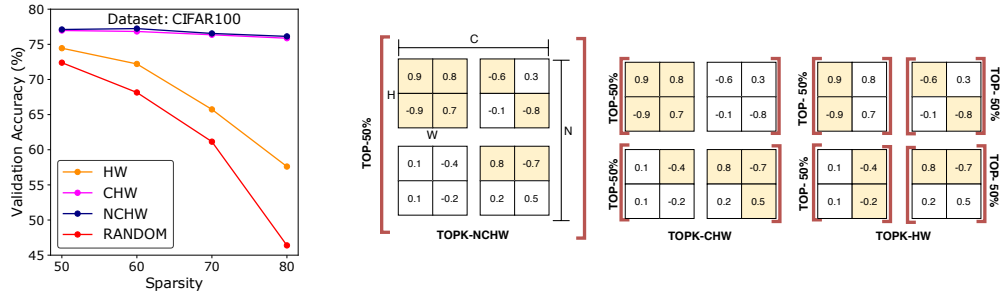 Dataset: CIFAR100
Validation Accuracy (%)
80
75
70
65
60
55
50
45
HW
CHW
NCHW
RANDOM
50 60 70 80
Sparsity
TOP-50%
C
H
W
N
0.9 0.8 -0.6 0.3
-0.9 0.7 -0.1 -0.8
0.1 -0.4 0.8 -0.7
0.1 -0.2 0.2 0.5
TOPK-NCHW
TOP-50%
0.9 0.8 -0.6 0.3
-0.9 0.7 -0.1 -0.8
TOP-50%
0.1 -0.4 0.8 -0.7
0.1 -0.2 0.2 0.5
TOPK-CHW
TOP- 50%
0.9 0.8 -0.6 0.3
-0.9 0.7 -0.1 -0.8
TOP- 50%
TOP- 50%
0.1 -0.4 0.8 -0.7
0.1 -0.2 0.2 0.5
TOP- 50%
TOPK-HW